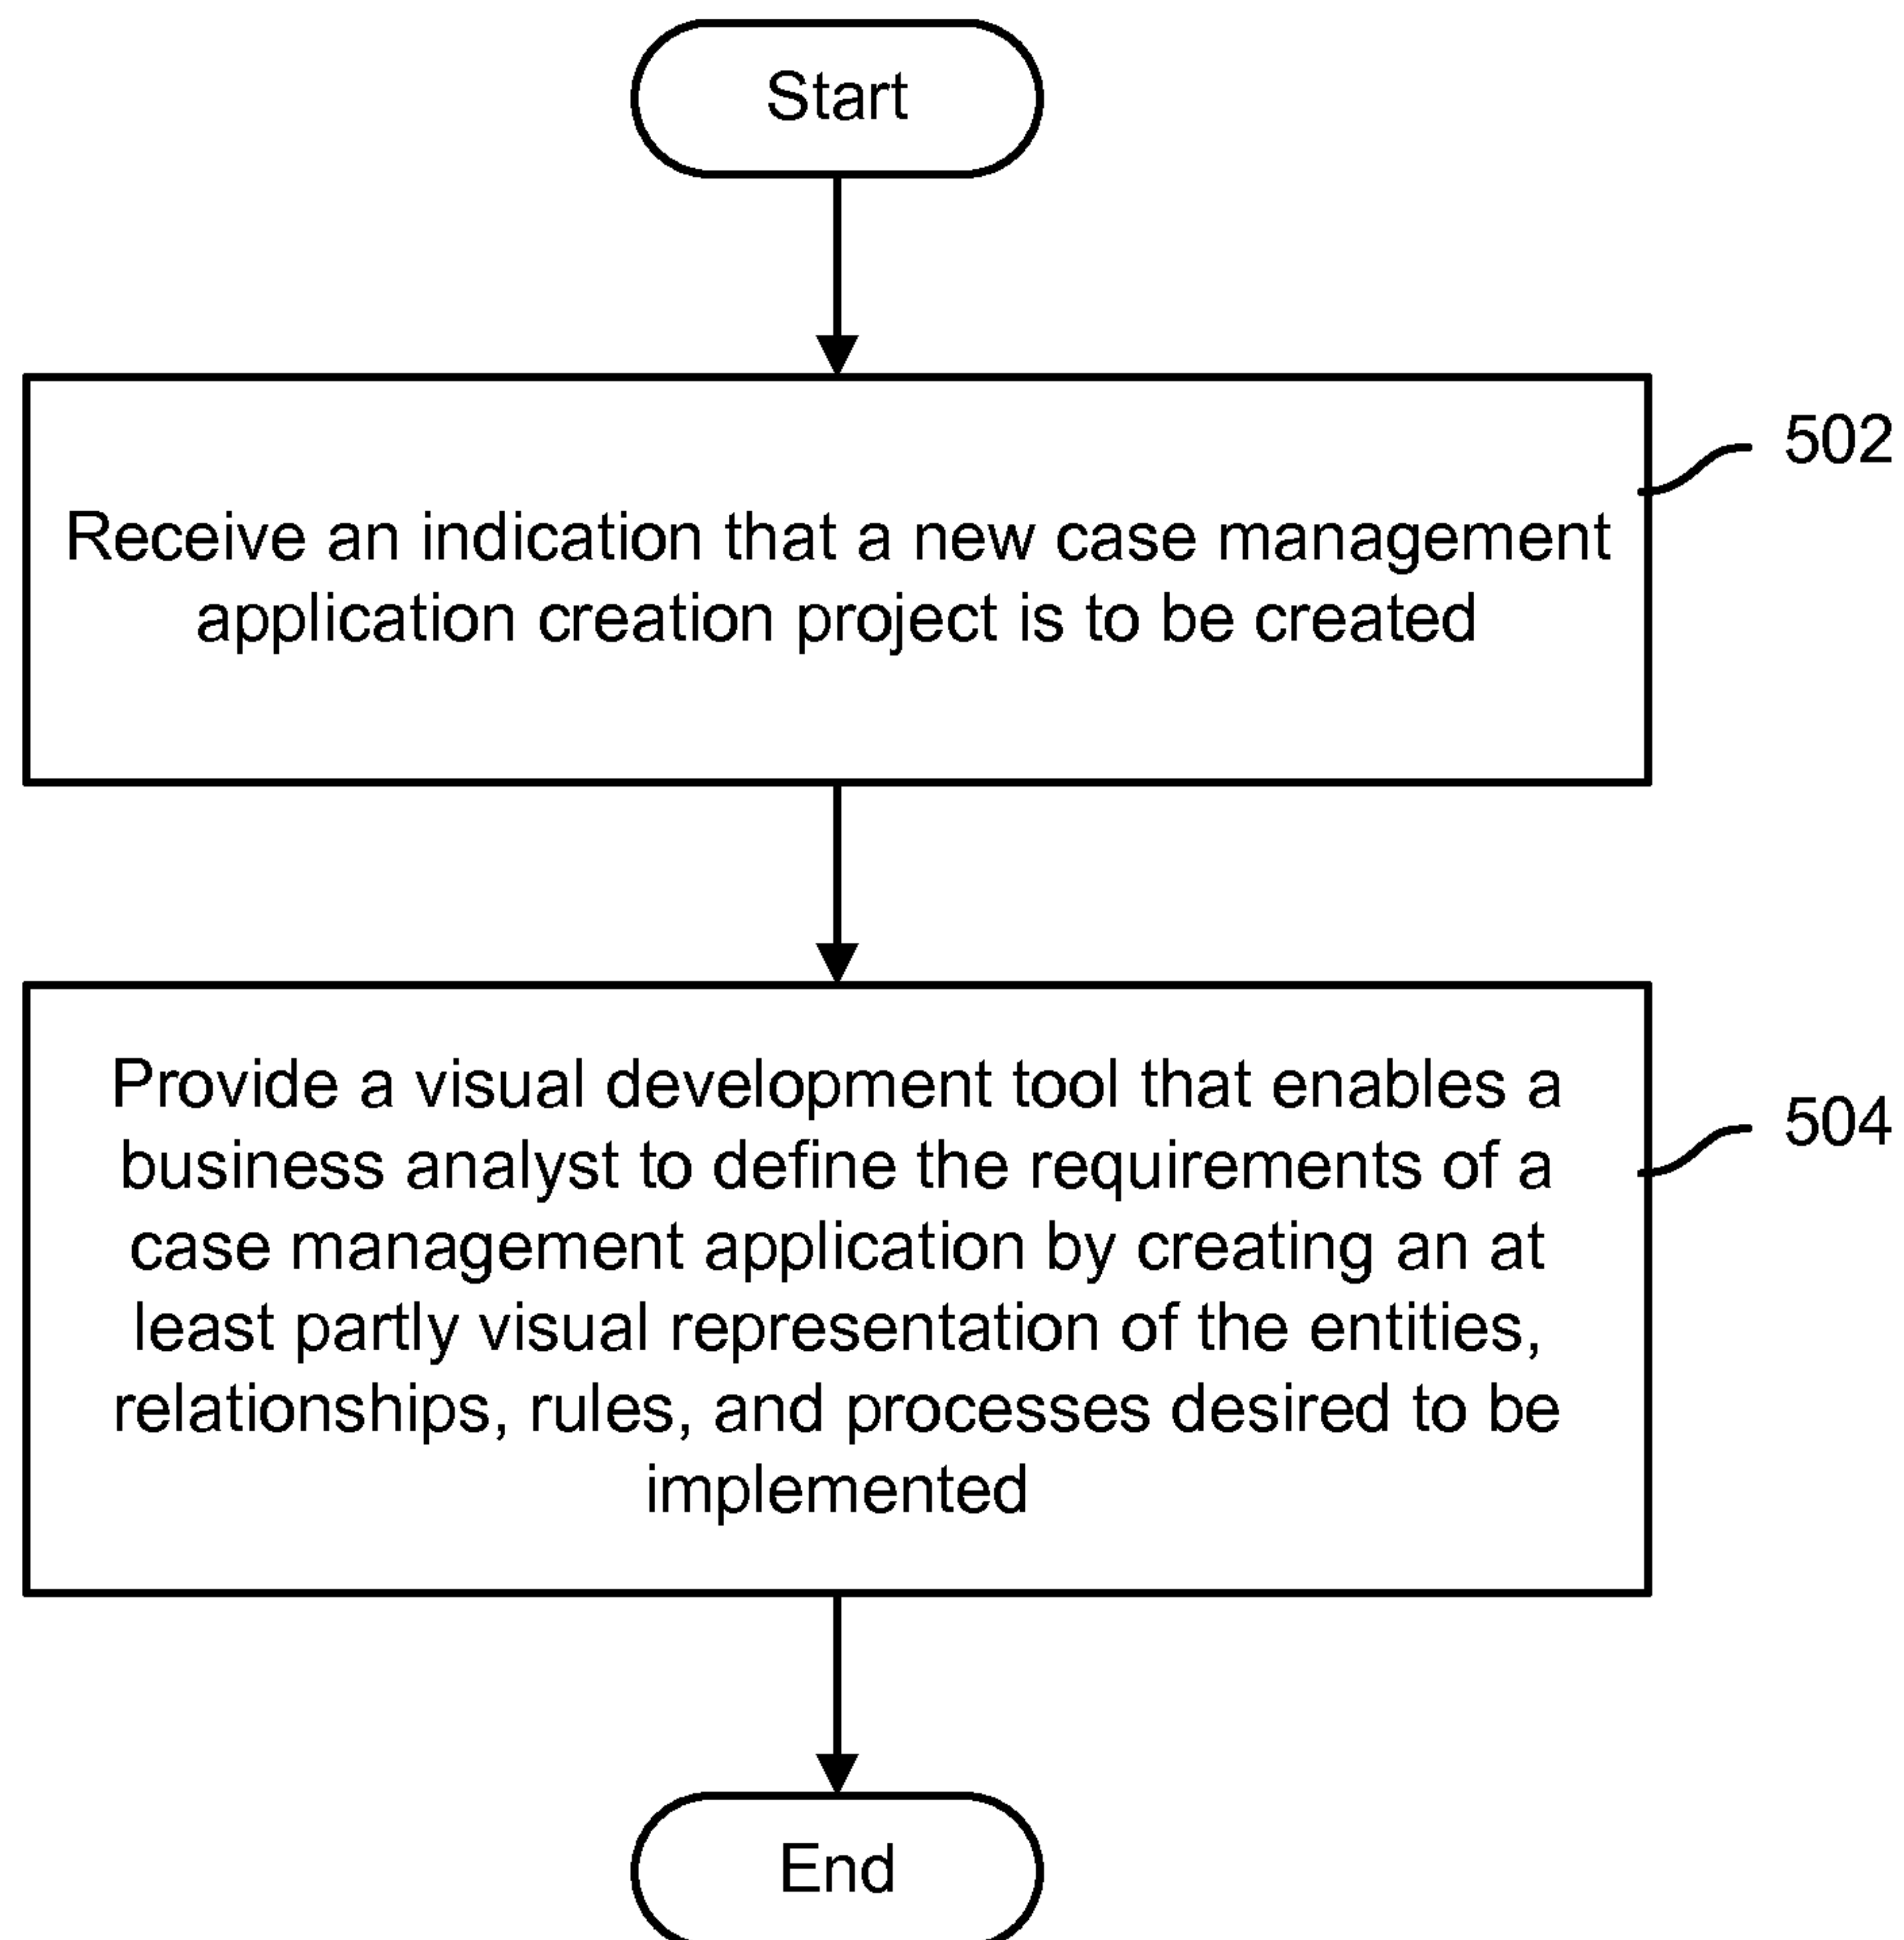 Start
502
Receive an indication that a new case management
application creation project is to be created
Provide a visual development tool that enables a
504
business analyst to define the requirements of a
case management application by creating an at
least partly visual representation of the entities,
relationships, rules, and processes desired to be
implemented
End